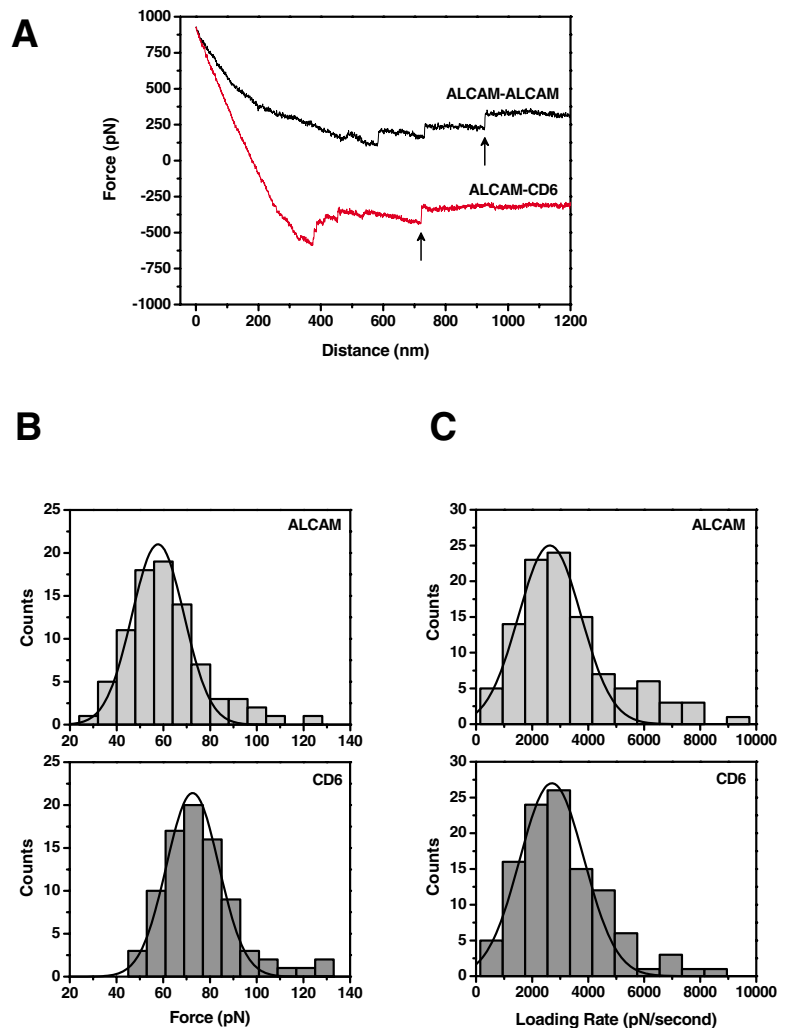 A
1000
750
500
250
0
-250
-500
-750
-1000
Force (pN)
ALCAM-ALCAM
ALCAM-CD6
0 200 400 600 800 1000 1200
Distance (nm)
B
25
20
15
10
5
0
Counts
ALCAM
20 40 60 80 100 120 140
25
20
15
10
5
0
Counts
CD6
20 40 60 80 100 120 140
Force (pN)
C
30
25
20
15
10
5
0
Counts
ALCAM
0 2000 4000 6000 8000 10000
30
25
20
15
10
5
0
Counts
CD6
0 2000 4000 6000 8000 10000
Loading Rate (pN/second)